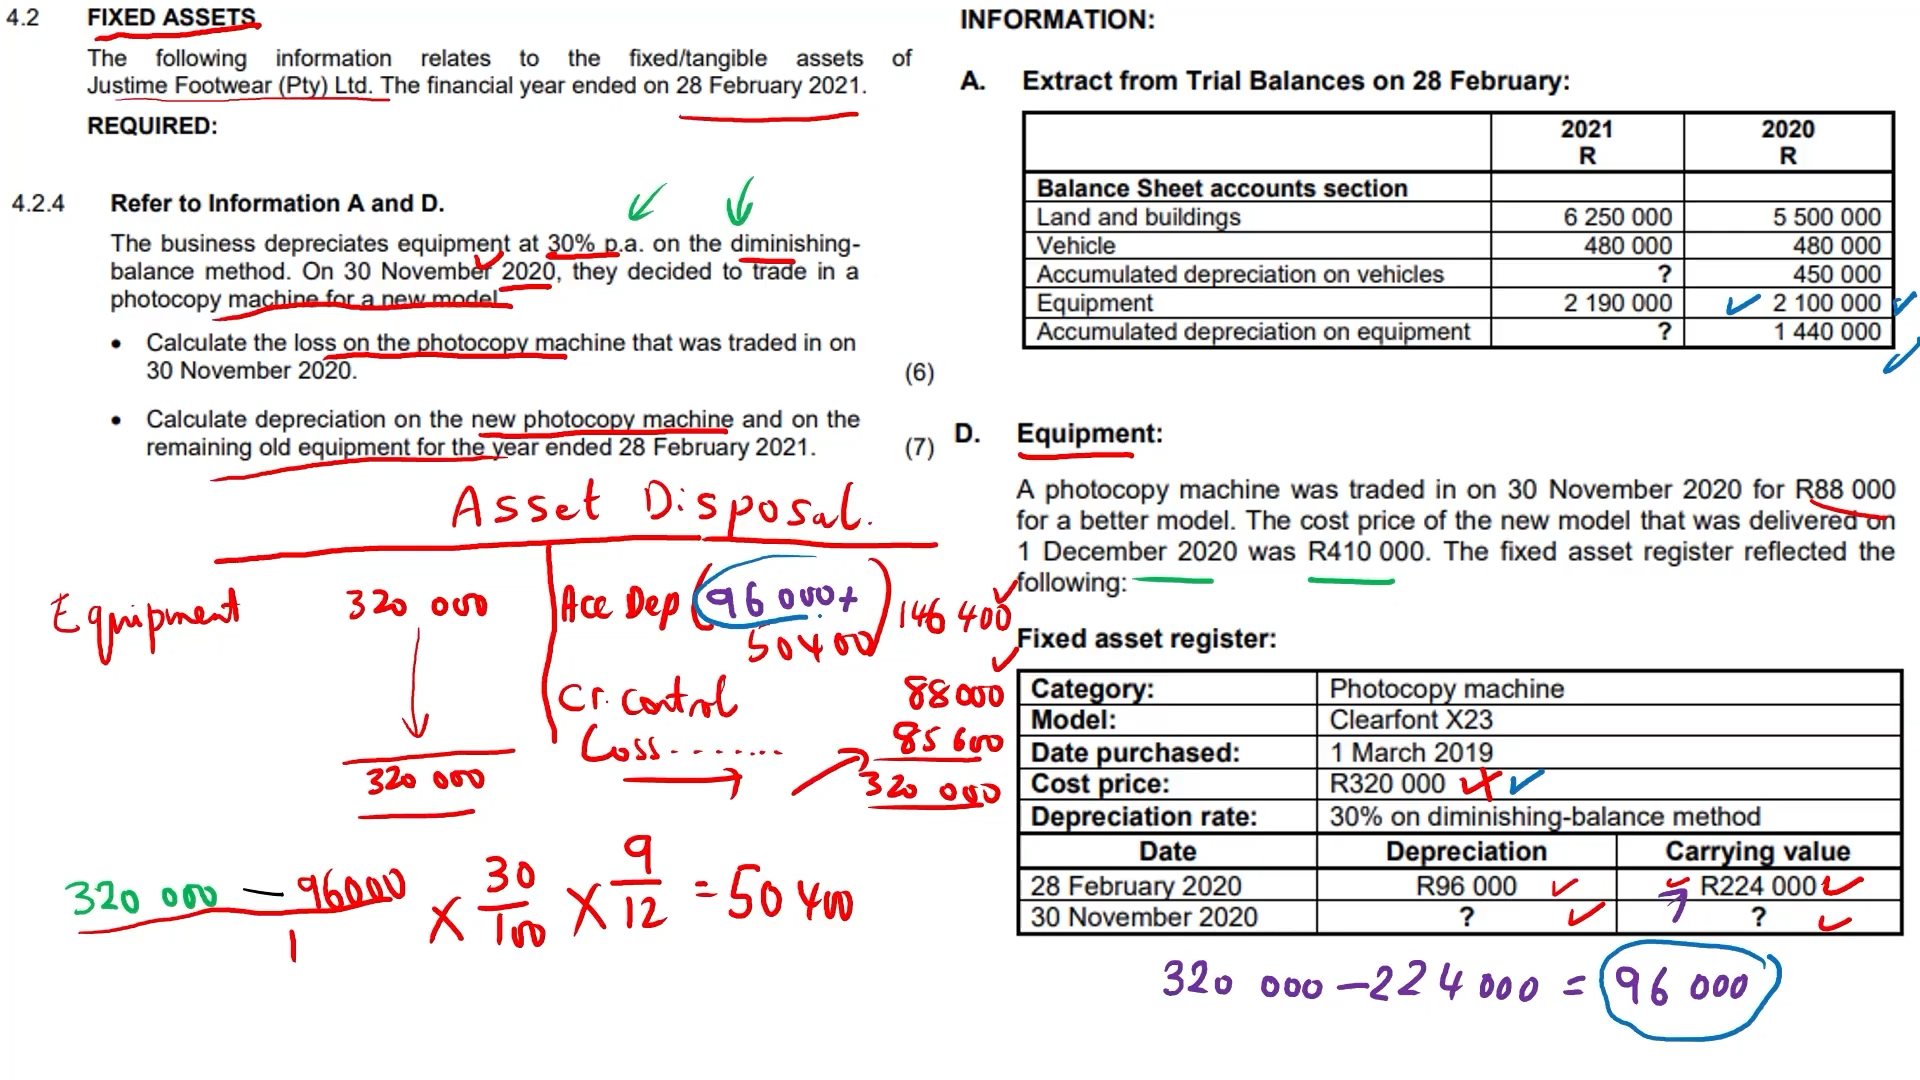 4.2 FIXED ASSETS
The following information relates to the fixed/tangible assets of
Justime Footwear (Pty) Ltd. The financial year ended on 28 February 2021.
REQUIRED:
4.2.4 Refer to Information A and D.
The business depreciates equipment at 30% p.a. on the diminishing-
balance method. On 30 November 2020, they decided to trade in a
photocopy machine for a new model.
• Calculate the loss on the photocopy machine that was traded in on
30 November 2020. (6)
• Calculate depreciation on the new photocopy machine and on the
remaining old equipment for the year ended 28 February 2021. (7)
Asset Disposal.
Equipment 320 000 Acc Dep (96 000+ 146 400
50400)
Cr. Control 88000
Loss........ 85 600
320 000 320 000
320 000 – 96000 × 30 × 9 = 50 400
1 100 12
INFORMATION:
A. Extract from Trial Balances on 28 February:
2021 2020
R R
Balance Sheet accounts section
Land and buildings 6 250 000 5 500 000
Vehicle 480 000 480 000
Accumulated depreciation on vehicles ? 450 000
Equipment 2 190 000 2 100 000
Accumulated depreciation on equipment ? 1 440 000
D. Equipment:
A photocopy machine was traded in on 30 November 2020 for R88 000
for a better model. The cost price of the new model that was delivered on
1 December 2020 was R410 000. The fixed asset register reflected the
following:
Fixed asset register:
Category: Photocopy machine
Model: Clearfont X23
Date purchased: 1 March 2019
Cost price: R320 000
Depreciation rate: 30% on diminishing-balance method
Date Depreciation Carrying value
28 February 2020 R96 000 R224 000
30 November 2020 ? ?
320 000 – 224 000 = 96 000